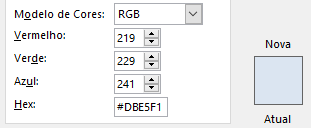 Modelo de Cores: RGB
Vermelho: 219
Verde: 229
Azul: 241
Hex: #DBE5F1
Nova
Atual